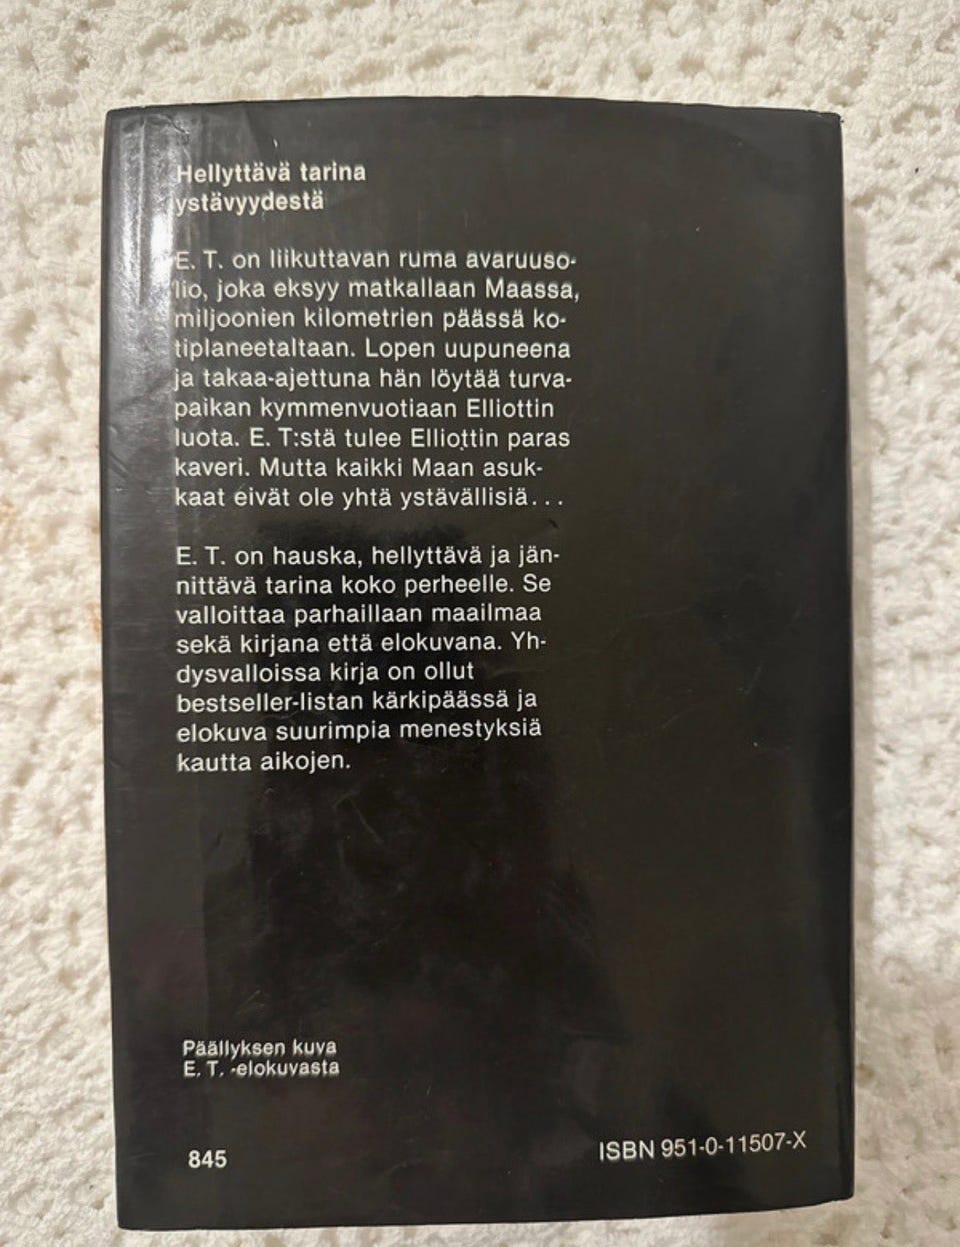 Hellyttävä tarina
ystävyydestä
E. T. on liikuttavan ruma avaruuso-
lio, joka eksyy matkallaan Maassa,
miljoonien kilometrien päässä ko-
tiplaneetaltaan. Lopen uupuneena
ja takaa-ajettuna hän löytää turva-
paikan kymmenvuotiaan Elliottin
luota. E. T:stä tulee Elliottin paras
kaveri. Mutta kaikki Maan asuk-
kaat eivät ole yhtä ystävällisiä...
E. T. on hauska, hellyttävä ja jän-
nittävä tarina koko perheelle. Se
valloittaa parhaillaan maailmaa
sekä kirjana että elokuvana. Yh-
dysvalloissa kirja on ollut
bestseller-listan kärkipäässä ja
elokuva suurimpia menestyksiä
kautta aikojen.
Päällyksen kuva
E. T. -elokuvasta
845
ISBN 951-0-11507-X